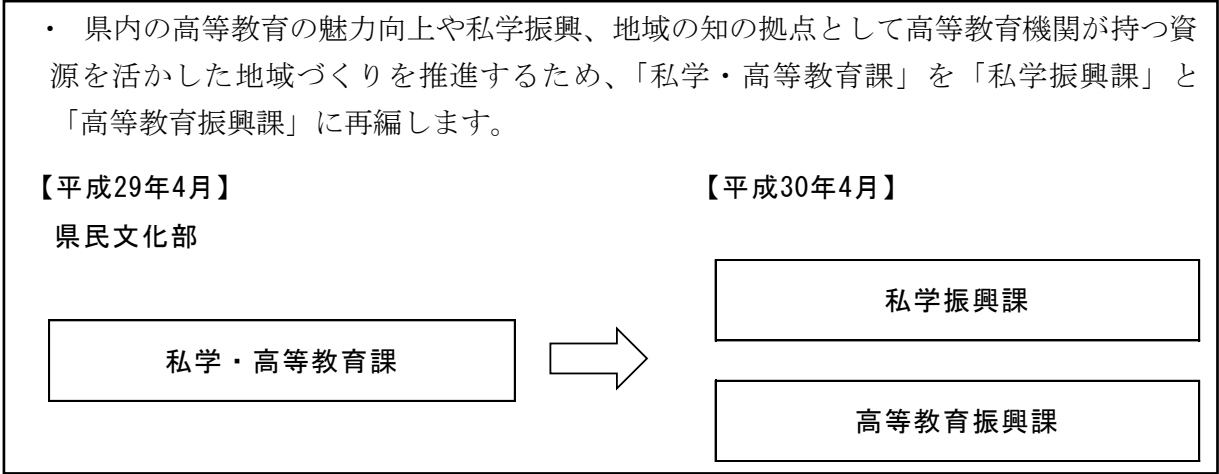 ・ 県内の高等教育の魅力向上や私学振興、地域の知の拠点として高等教育機関が持つ資
源を活かした地域づくりを推進するため、「私学・高等教育課」を「私学振興課」と
「高等教育振興課」に再編します。
【平成29年4月】
【平成30年4月】
県民文化部
私学振興課
私学・高等教育課
高等教育振興課